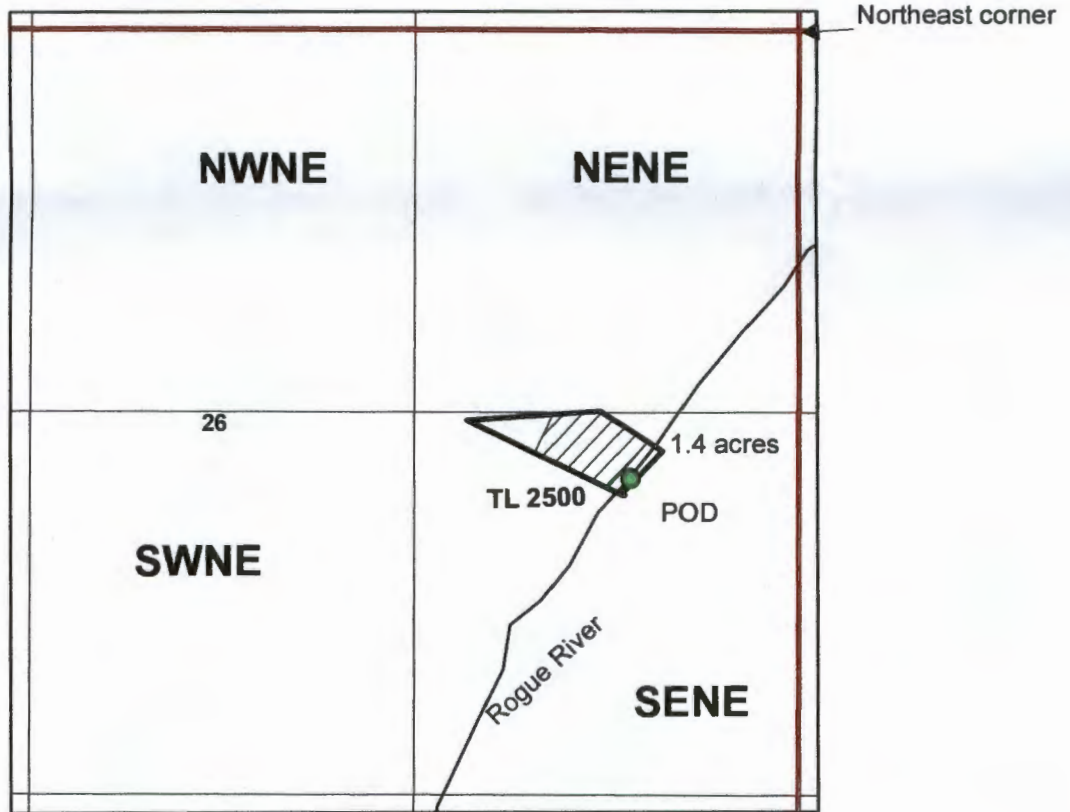 Northeast corner
NWNE
NENE
26
1.4 acres
TL 2500
POD
SWNE
Rogue River
SENE